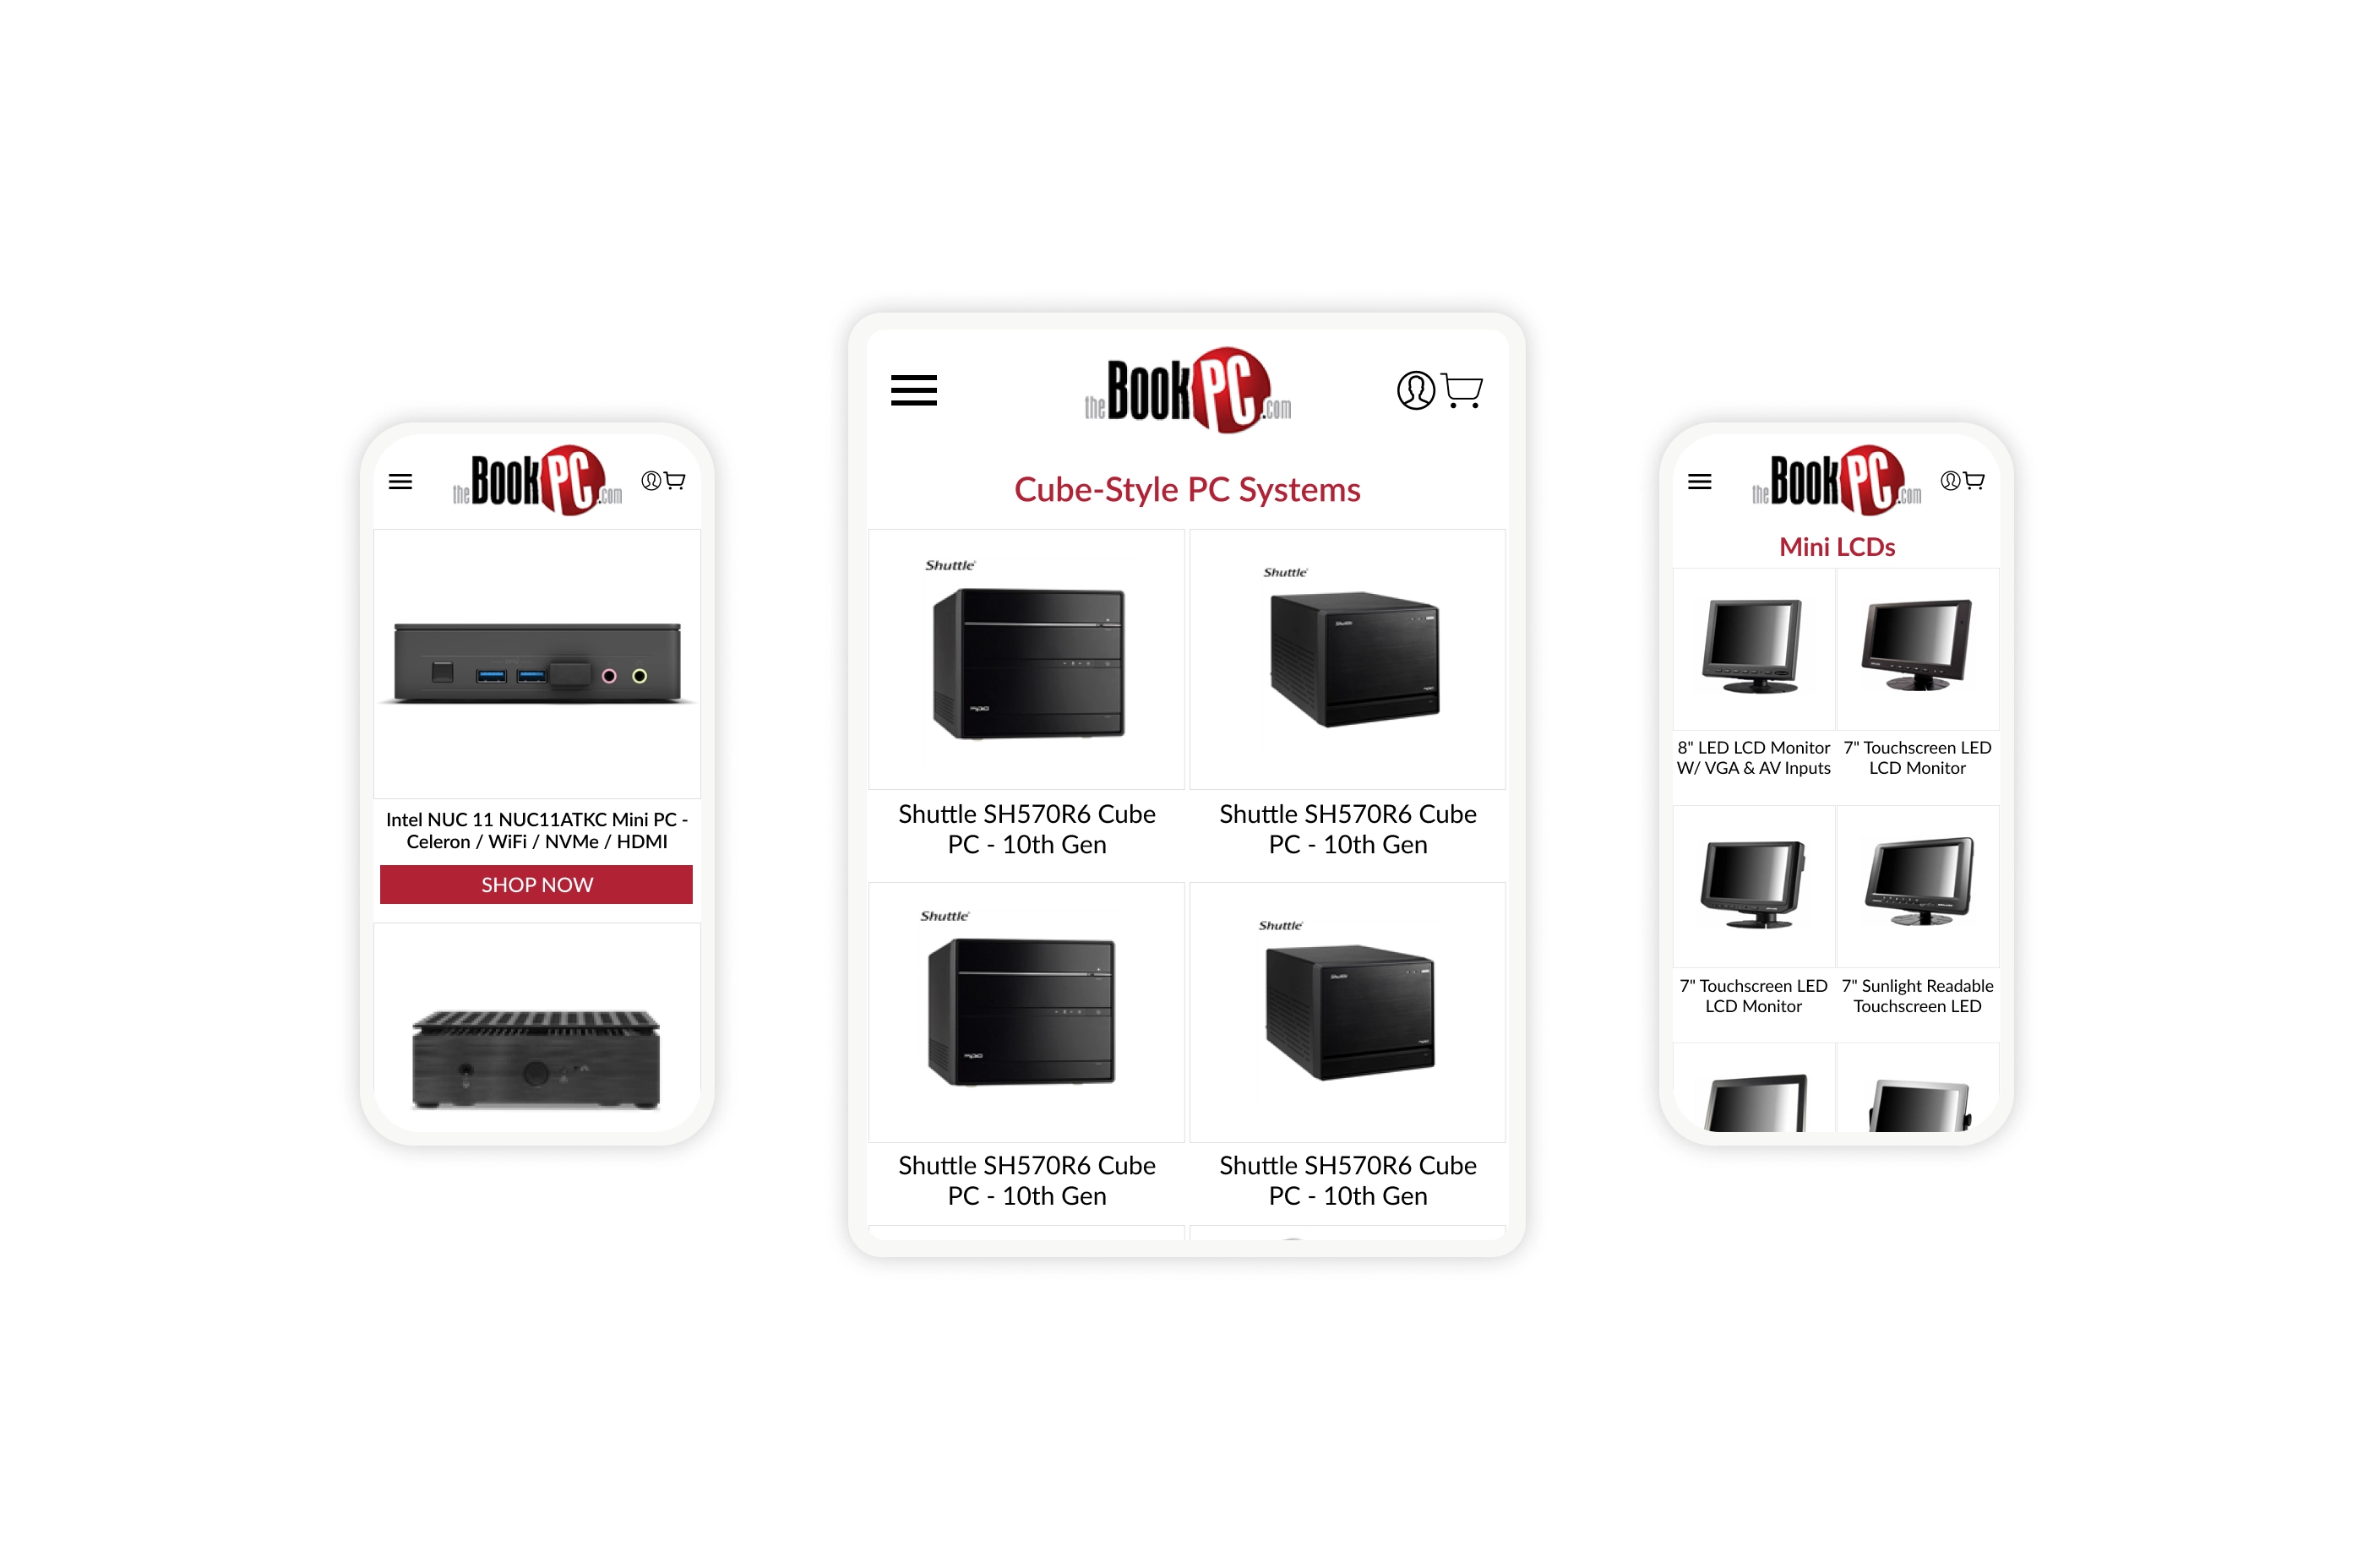 theBookPC.com
Intel NUC 11 NUC11ATKC Mini PC -
Celeron / WiFi / NVMe / HDMI
SHOP NOW
theBookPC.com
Cube-Style PC Systems
Shuttle
Shuttle
Shuttle
Shuttle SH570R6 Cube
PC - 10th Gen
Shuttle SH570R6 Cube
PC - 10th Gen
Shuttle
Shuttle
Shuttle
Shuttle SH570R6 Cube
PC - 10th Gen
Shuttle SH570R6 Cube
PC - 10th Gen
theBookPC.com
Mini LCDs
8" LED LCD Monitor
W/ VGA & AV Inputs
7" Touchscreen LED
LCD Monitor
7" Touchscreen LED
LCD Monitor
7" Sunlight Readable
Touchscreen LED